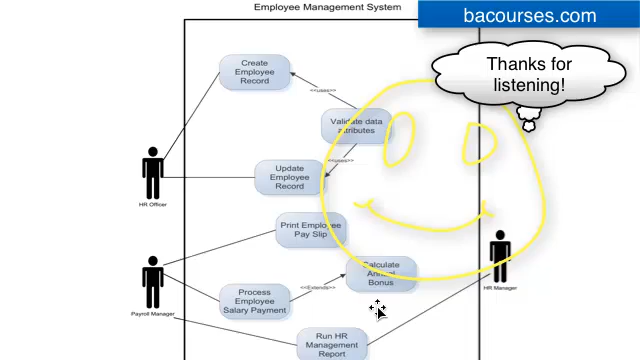 Employee Management System
bacourses.com
Thanks for
listening!
Create
Employee
Record
<<uses>>
Validate data
attributes
<<uses>>
Update
Employee
Record
HR Officer
Print Employee
Pay Slip
Calculate
Annual
Bonus
<<Extends>>
HR Manager
Process
Employee
Salary Payment
Payroll Manager
Run HR
Management
Report